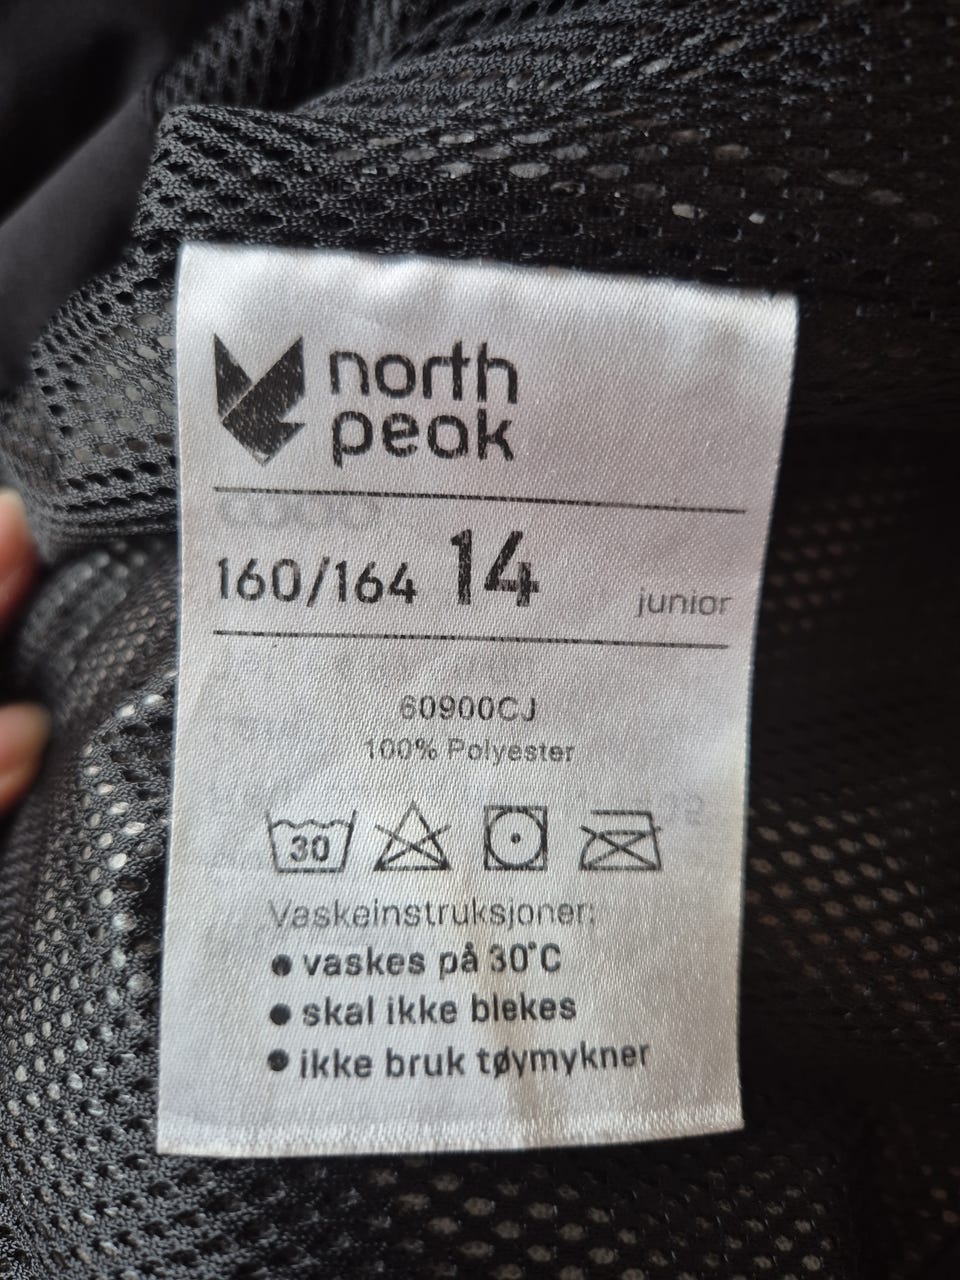 north
peak
160/164 14 junior
60900CJ
100% Polyester
30
Vaskeinstruksjoner:
• vaskes på 30°C
• skal ikke blekes
• ikke bruk tøymykner